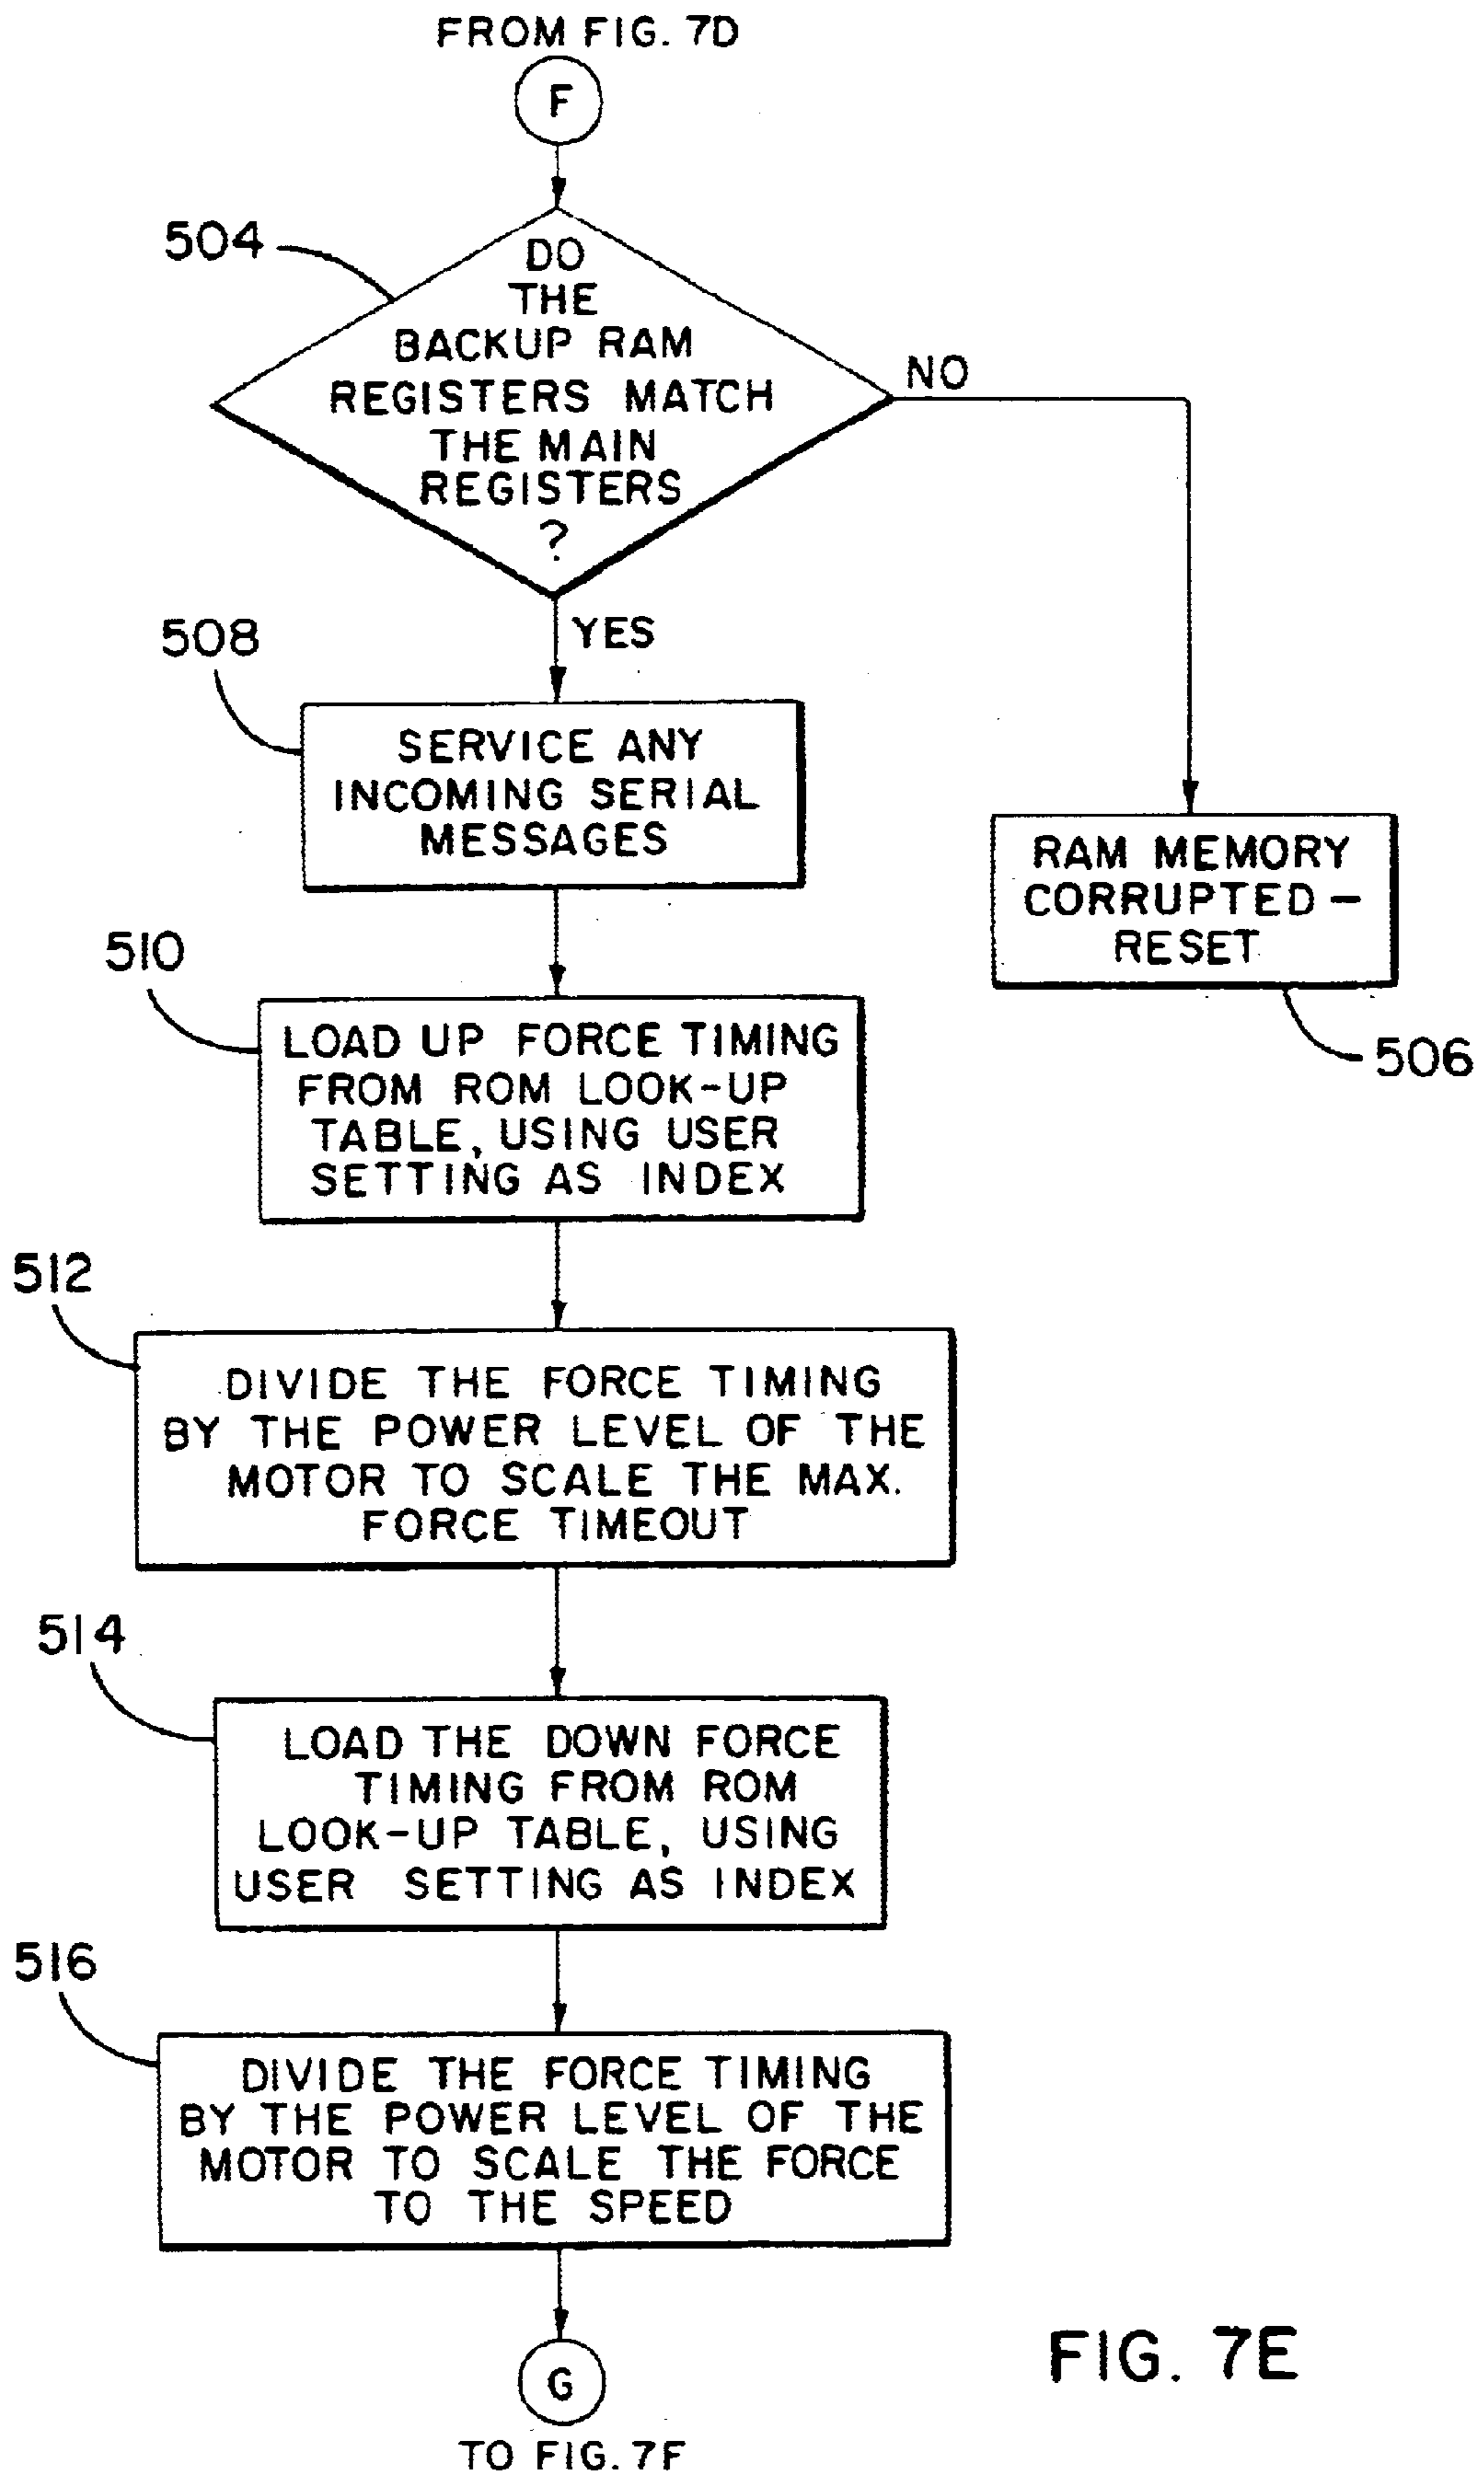 FROM FIG. 7D
F
504
DO
THE
BACKUP RAM
REGISTERS MATCH
THE MAIN
REGISTERS
?
NO
YES
508
SERVICE ANY
INCOMING SERIAL
MESSAGES
RAM MEMORY
CORRUPTED –
RESET
506
510
LOAD UP FORCE TIMING
FROM ROM LOOK-UP
TABLE, USING USER
SETTING AS INDEX
512
DIVIDE THE FORCE TIMING
BY THE POWER LEVEL OF THE
MOTOR TO SCALE THE MAX.
FORCE TIMEOUT
514
LOAD THE DOWN FORCE
TIMING FROM ROM
LOOK-UP TABLE, USING
USER SETTING AS INDEX
516
DIVIDE THE FORCE TIMING
BY THE POWER LEVEL OF THE
MOTOR TO SCALE THE FORCE
TO THE SPEED
G
TO FIG. 7F
FIG. 7E